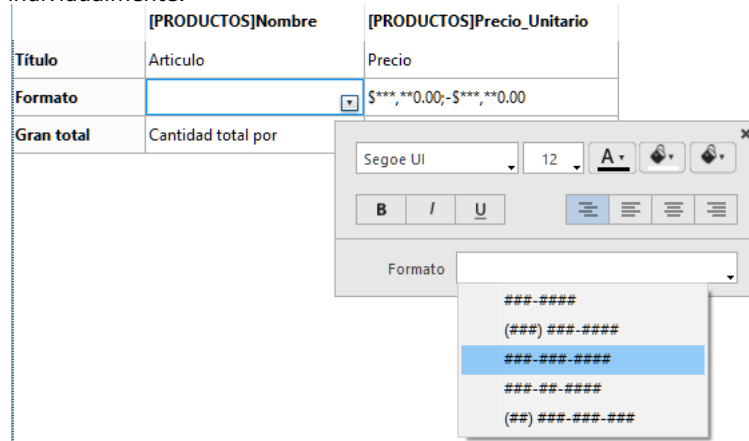 individualmente.
[PRODUCTOS]Nombre [PRODUCTOS]Precio_Unitario
Título Articulo Precio
Formato $***,**0.00;-$***,**0.00
Gran total Cantidad total por
Segoe UI 12 A
B I U
Formato
###-####
(###) ###-####
###-###-####
###-##-####
(##) ###-###-###